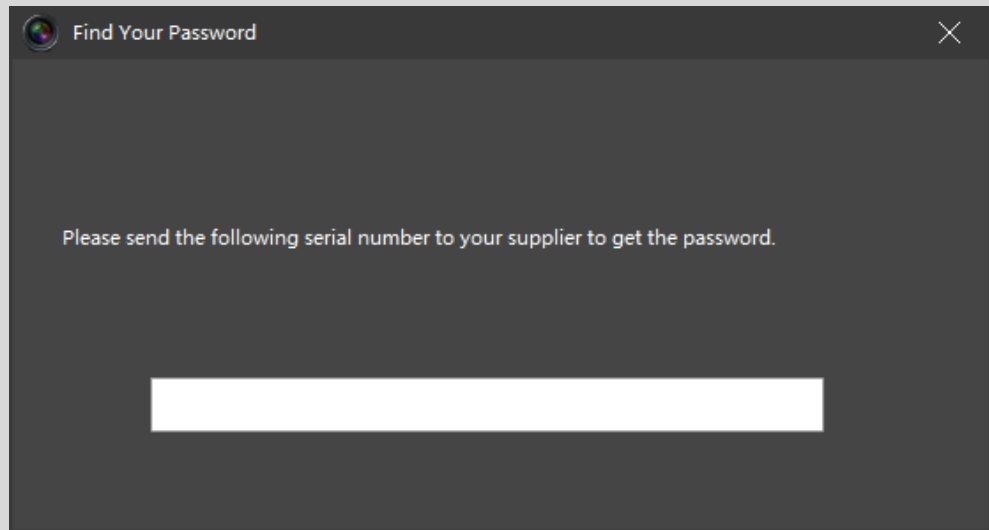 Find Your Password
Please send the following serial number to your supplier to get the password.